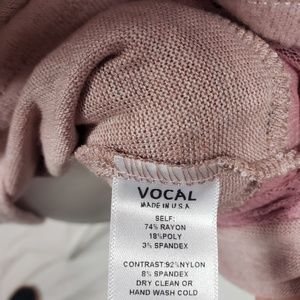 VOCAL
MADE IN U.S.A
SELF:
74% RAYON
18%POLY
3% SPANDEX
CONTRAST:92%NYLON
8% SPANDEX
DRY CLEAN OR
HAND WASH COLD